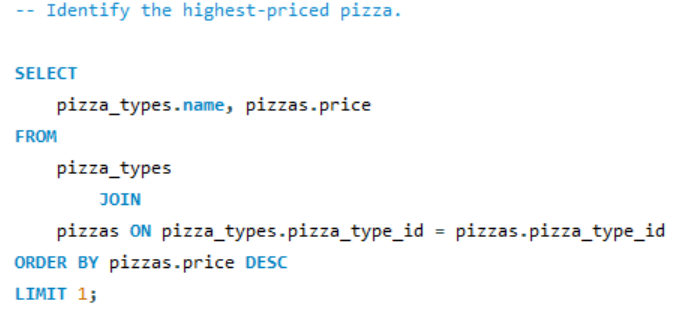 -- Identify the highest-priced pizza.
SELECT
pizza_types.name, pizzas.price
FROM
pizza_types
JOIN
pizzas ON pizza_types.pizza_type_id = pizzas.pizza_type_id
ORDER BY pizzas.price DESC
LIMIT 1;